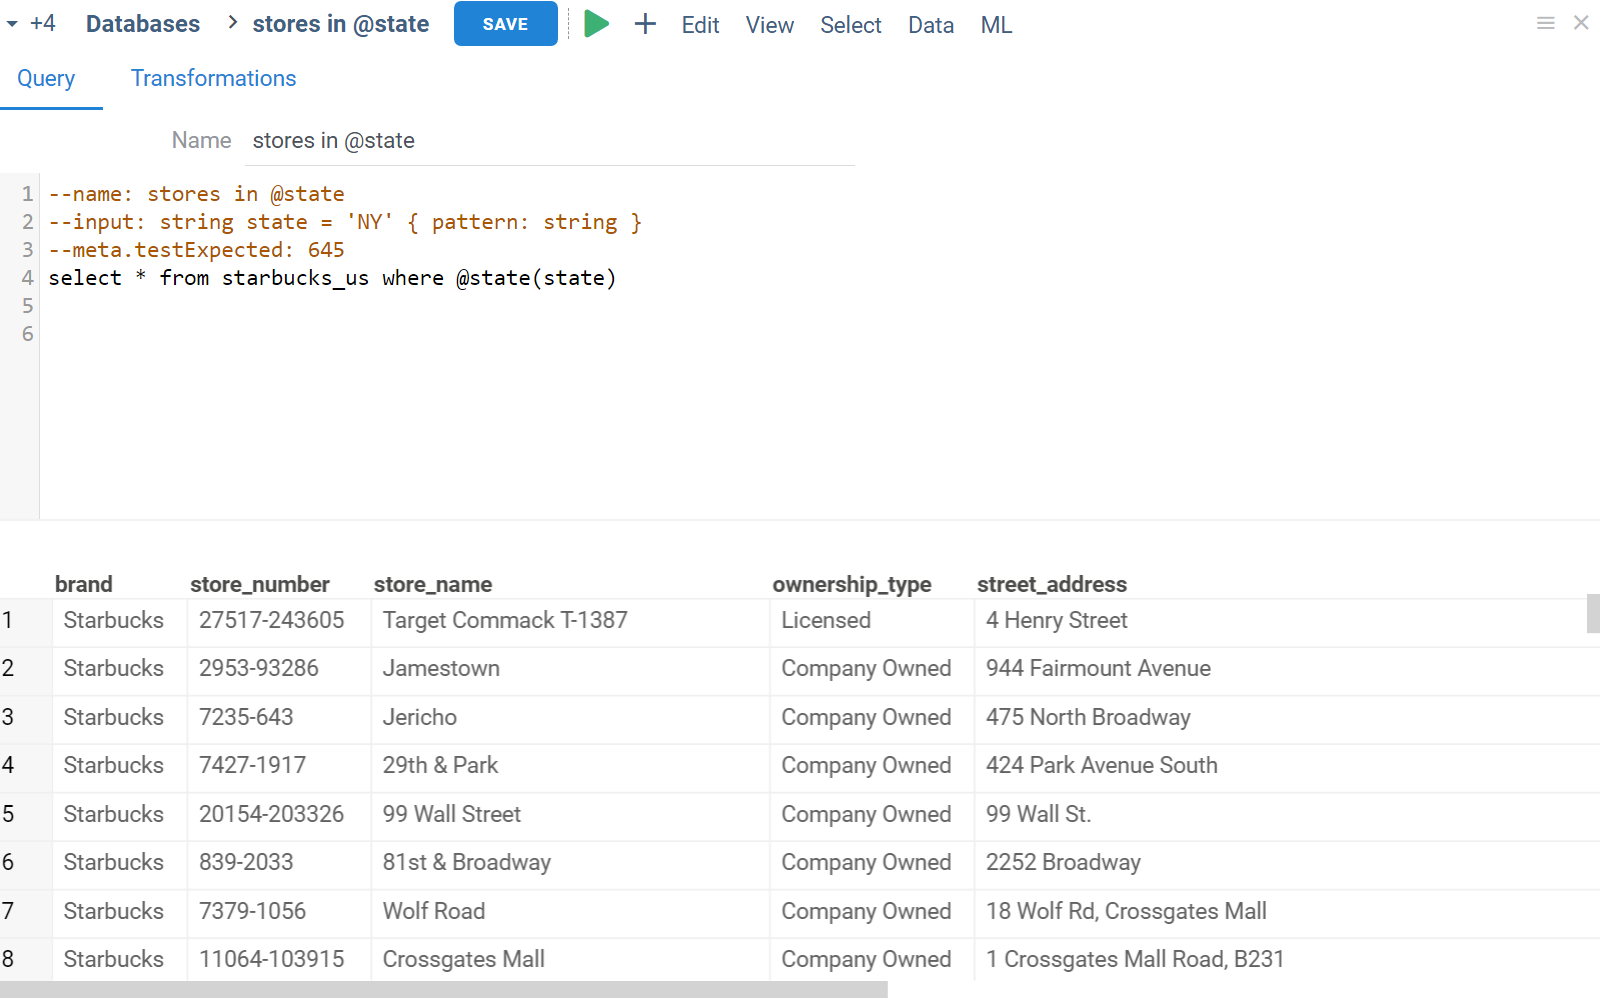 +4 Databases > stores in @state SAVE + Edit View Select Data ML
Query Transformations
Name stores in @state
1 --name: stores in @state
2 --input: string state = 'NY' { pattern: string }
3 --meta.testExpected: 645
4 select * from starbucks_us where @state(state)
5
6
brand store_number store_name ownership_type street_address
1 Starbucks 27517-243605 Target Commack T-1387 Licensed 4 Henry Street
2 Starbucks 2953-93286 Jamestown Company Owned 944 Fairmount Avenue
3 Starbucks 7235-643 Jericho Company Owned 475 North Broadway
4 Starbucks 7427-1917 29th & Park Company Owned 424 Park Avenue South
5 Starbucks 20154-203326 99 Wall Street Company Owned 99 Wall St.
6 Starbucks 839-2033 81st & Broadway Company Owned 2252 Broadway
7 Starbucks 7379-1056 Wolf Road Company Owned 18 Wolf Rd, Crossgates Mall
8 Starbucks 11064-103915 Crossgates Mall Company Owned 1 Crossgates Mall Road, B231